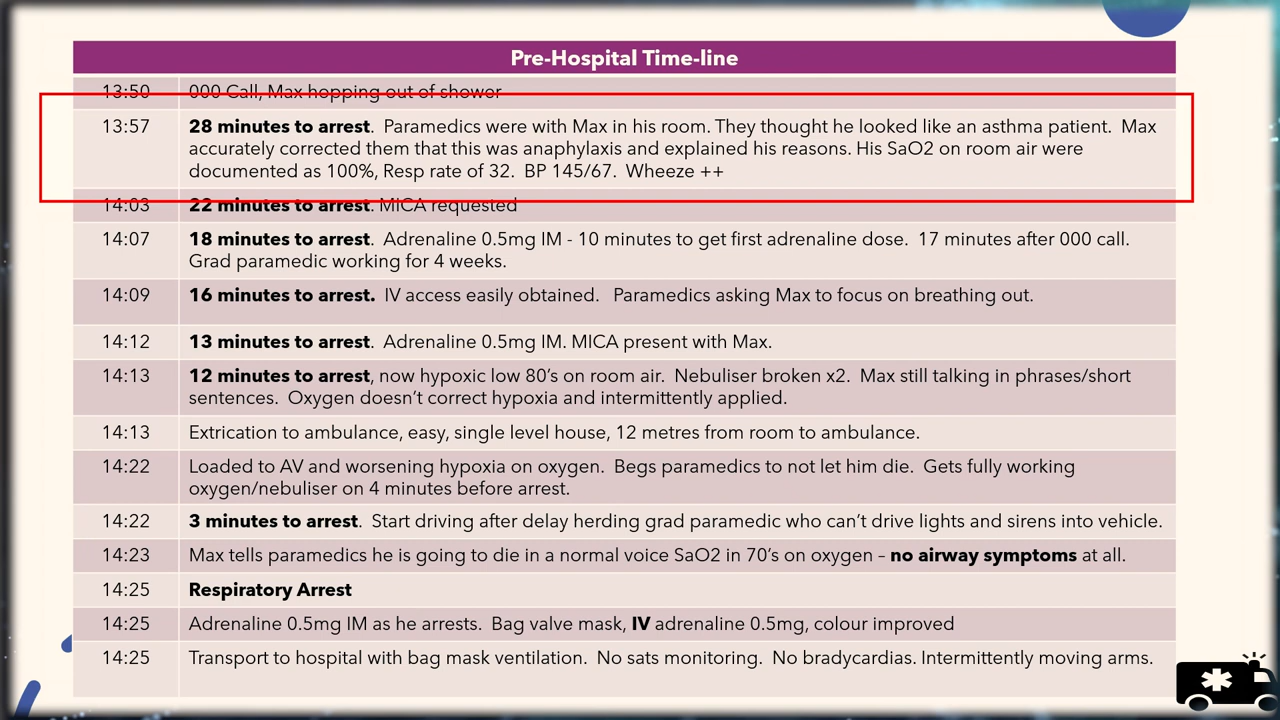 Pre-Hospital Time-line
13:50 000 Call, Max hopping out of shower
13:57 28 minutes to arrest. Paramedics were with Max in his room. They thought he looked like an asthma patient. Max
accurately corrected them that this was anaphylaxis and explained his reasons. His SaO2 on room air were
documented as 100%, Resp rate of 32. BP 145/67. Wheeze ++
14:03 22 minutes to arrest. MICA requested
14:07 18 minutes to arrest. Adrenaline 0.5mg IM - 10 minutes to get first adrenaline dose. 17 minutes after 000 call.
Grad paramedic working for 4 weeks.
14:09 16 minutes to arrest. IV access easily obtained. Paramedics asking Max to focus on breathing out.
14:12 13 minutes to arrest. Adrenaline 0.5mg IM. MICA present with Max.
14:13 12 minutes to arrest, now hypoxic low 80's on room air. Nebuliser broken x2. Max still talking in phrases/short
sentences. Oxygen doesn't correct hypoxia and intermittently applied.
14:13 Extrication to ambulance, easy, single level house, 12 metres from room to ambulance.
14:22 Loaded to AV and worsening hypoxia on oxygen. Begs paramedics to not let him die. Gets fully working
oxygen/nebuliser on 4 minutes before arrest.
14:22 3 minutes to arrest. Start driving after delay herding grad paramedic who can't drive lights and sirens into vehicle.
14:23 Max tells paramedics he is going to die in a normal voice SaO2 in 70's on oxygen – no airway symptoms at all.
14:25 Respiratory Arrest
14:25 Adrenaline 0.5mg IM as he arrests. Bag valve mask, IV adrenaline 0.5mg, colour improved
14:25 Transport to hospital with bag mask ventilation. No sats monitoring. No bradycardias. Intermittently moving arms.